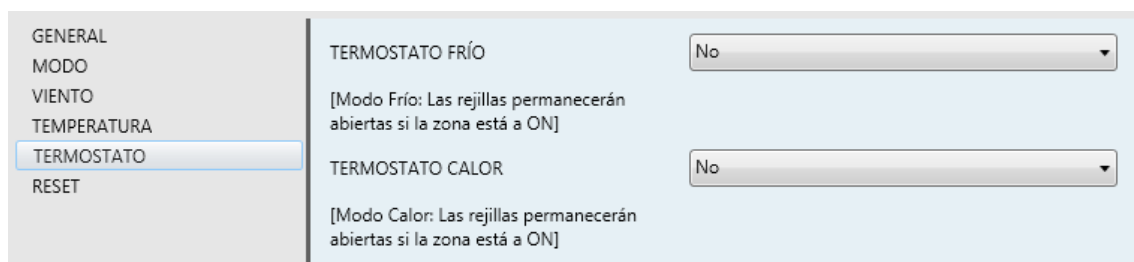 GENERAL
MODO
VIENTO
TEMPERATURA
TERMOSTATO
RESET
TERMOSTATO FRÍO
No
[Modo Frío: Las rejillas permanecerán
abiertas si la zona está a ON]
TERMOSTATO CALOR
No
[Modo Calor: Las rejillas permanecerán
abiertas si la zona está a ON]